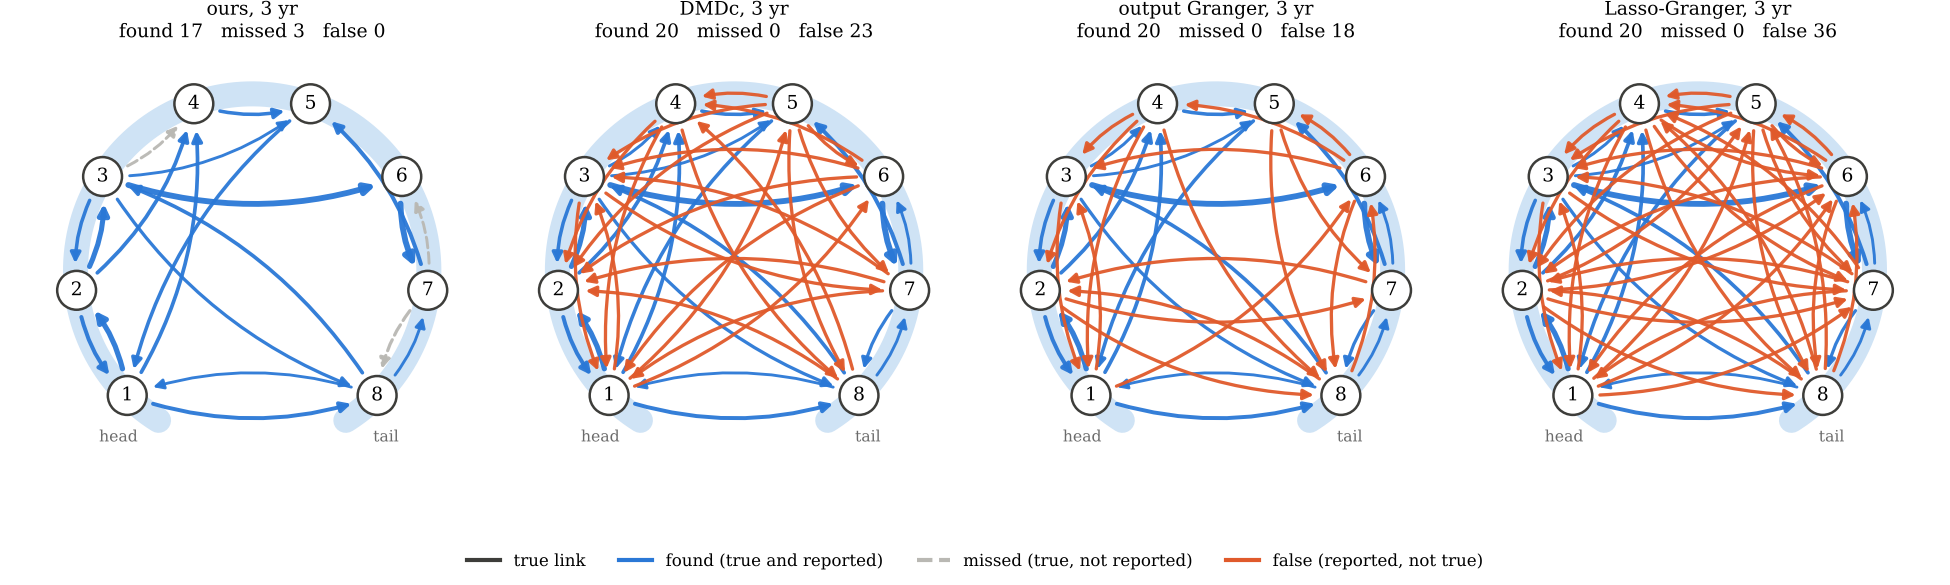 ours, 3 yr
found 17 missed 3 false 0
DMDc, 3 yr
found 20 missed 0 false 23
output Granger, 3 yr
found 20 missed 0 false 18
Lasso-Granger, 3 yr
found 20 missed 0 false 36
4 5
3 6
2 7
1 8
head tail
4 5
3 6
2 7
1 8
head tail
4 5
3 6
2 7
1 8
head tail
4 5
3 6
2 7
1 8
head tail
true link found (true and reported) missed (true, not reported) false (reported, not true)